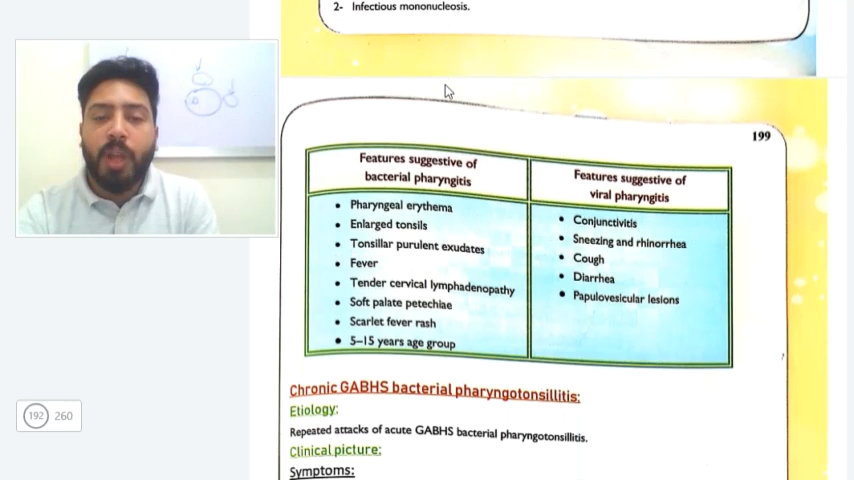 2- Infectious mononucleosis.
199
Features suggestive of
bacterial pharyngitis
• Pharyngeal erythema
• Enlarged tonsils
• Tonsillar purulent exudates
• Fever
• Tender cervical lymphadenopathy
• Soft palate petechiae
• Scarlet fever rash
• 5–15 years age group
Features suggestive of
viral pharyngitis
• Conjunctivitis
• Sneezing and rhinorrhea
• Cough
• Diarrhea
• Papulovesicular lesions
Chronic GABHS bacterial pharyngotonsillitis:
Etiology:
Repeated attacks of acute GABHS bacterial pharyngotonsillitis.
Clinical picture:
Symptoms:
192 260